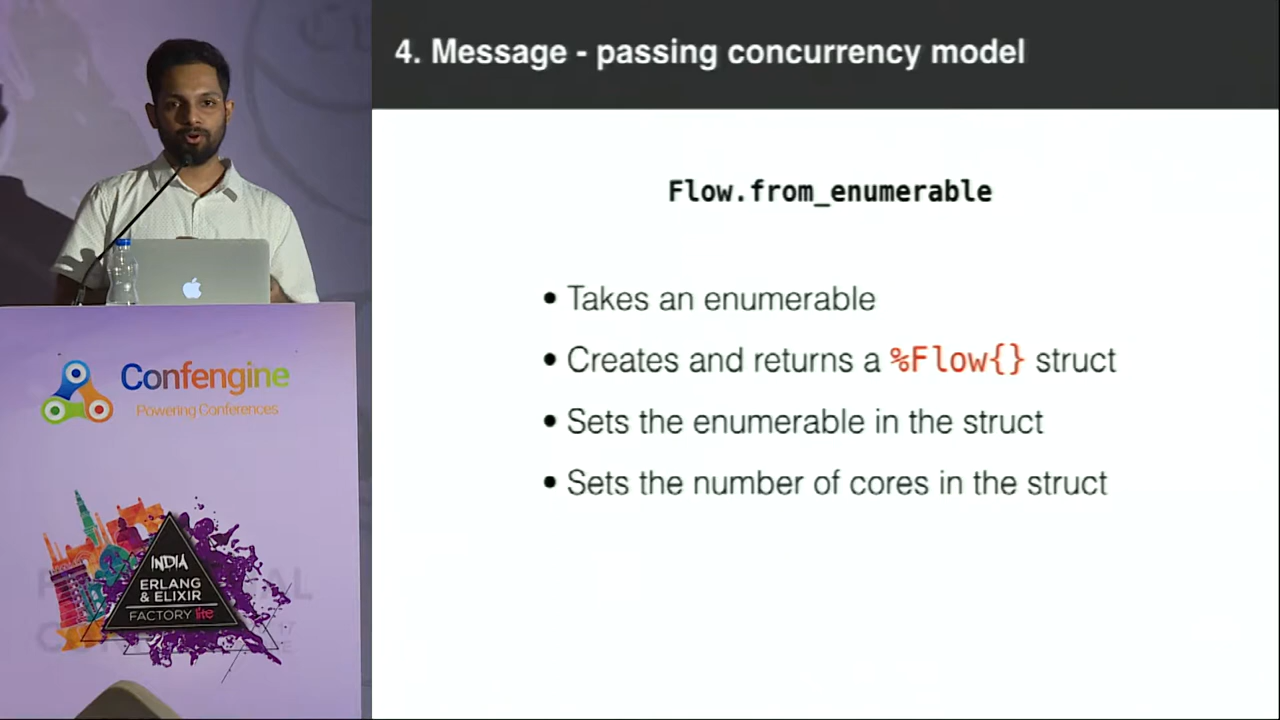 4. Message - passing concurrency model
Flow.from_enumerable
• Takes an enumerable
• Creates and returns a %Flow{} struct
• Sets the enumerable in the struct
• Sets the number of cores in the struct
Confengine
Powering Conferences
INDIA
ERLANG
& ELIXIR
FACTORY lite